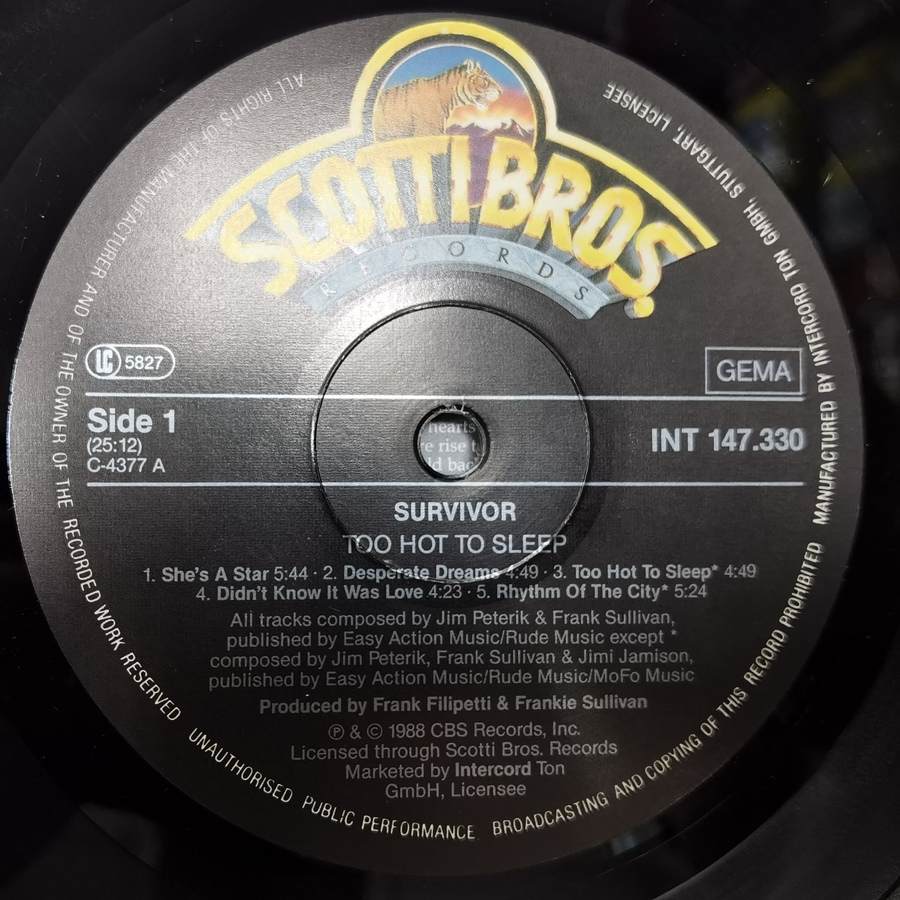 SCOTTI BROS.
RECORDS
LC 5827
GEMA
Side 1
(25:12)
C-4377 A
INT 147.330
hearts
re rise t
ld bac
SURVIVOR
TOO HOT TO SLEEP
1. She's A Star 5:44 · 2. Desperate Dreams 4:49 · 3. Too Hot To Sleep* 4:49
4. Didn't Know It Was Love 4:23 · 5. Rhythm Of The City* 5:24
All tracks composed by Jim Peterik & Frank Sullivan,
published by Easy Action Music/Rude Music except *
composed by Jim Peterik, Frank Sullivan & Jimi Jamison,
published by Easy Action Music/Rude Music/MoFo Music
Produced by Frank Filipetti & Frankie Sullivan
℗ & © 1988 CBS Records, Inc.
Licensed through Scotti Bros. Records
Marketed by Intercord Ton
GmbH, Licensee
ALL RIGHTS OF THE MANUFACTURER AND OF THE OWNER OF THE RECORDED WORK RESERVED UNAUTHORISED PUBLIC PERFORMANCE BROADCASTING AND COPYING OF THIS RECORD PROHIBITED MANUFACTURED BY INTERCORD TON GMBH, STUTTGART, LICENSEE